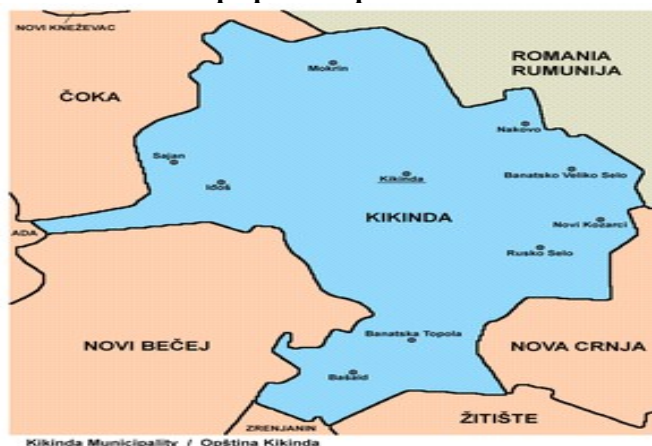 NOVI KNEŽEVAC
ROMANIA
RUMUNIJA
Mokrin
ČOKA
Nakovo
Sajan
Banatsko Veliko Selo
Kikinda
Idoš
KIKINDA
Novi Kozarci
ADA
Rusko Selo
Banatska Topola
NOVI BEČEJ
NOVA CRNJA
Bašaid
ŽITIŠTE
ZRENJANIN
Kikinda Municipality / Opština Kikinda